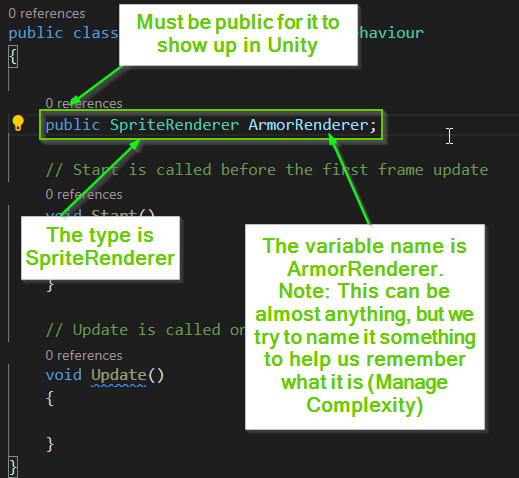 0 references
public class
haviour
Must be public for it to
show up in Unity
{
0 references
public SpriteRenderer ArmorRenderer;
// Start is called before the first frame update
0 references
void Start()
The type is
SpriteRenderer
}
The variable name is
ArmorRenderer.
Note: This can be
almost anything, but we
try to name it something
to help us remember
what it is (Manage
Complexity)
// Update is called on
0 references
void Update()
{
}
}